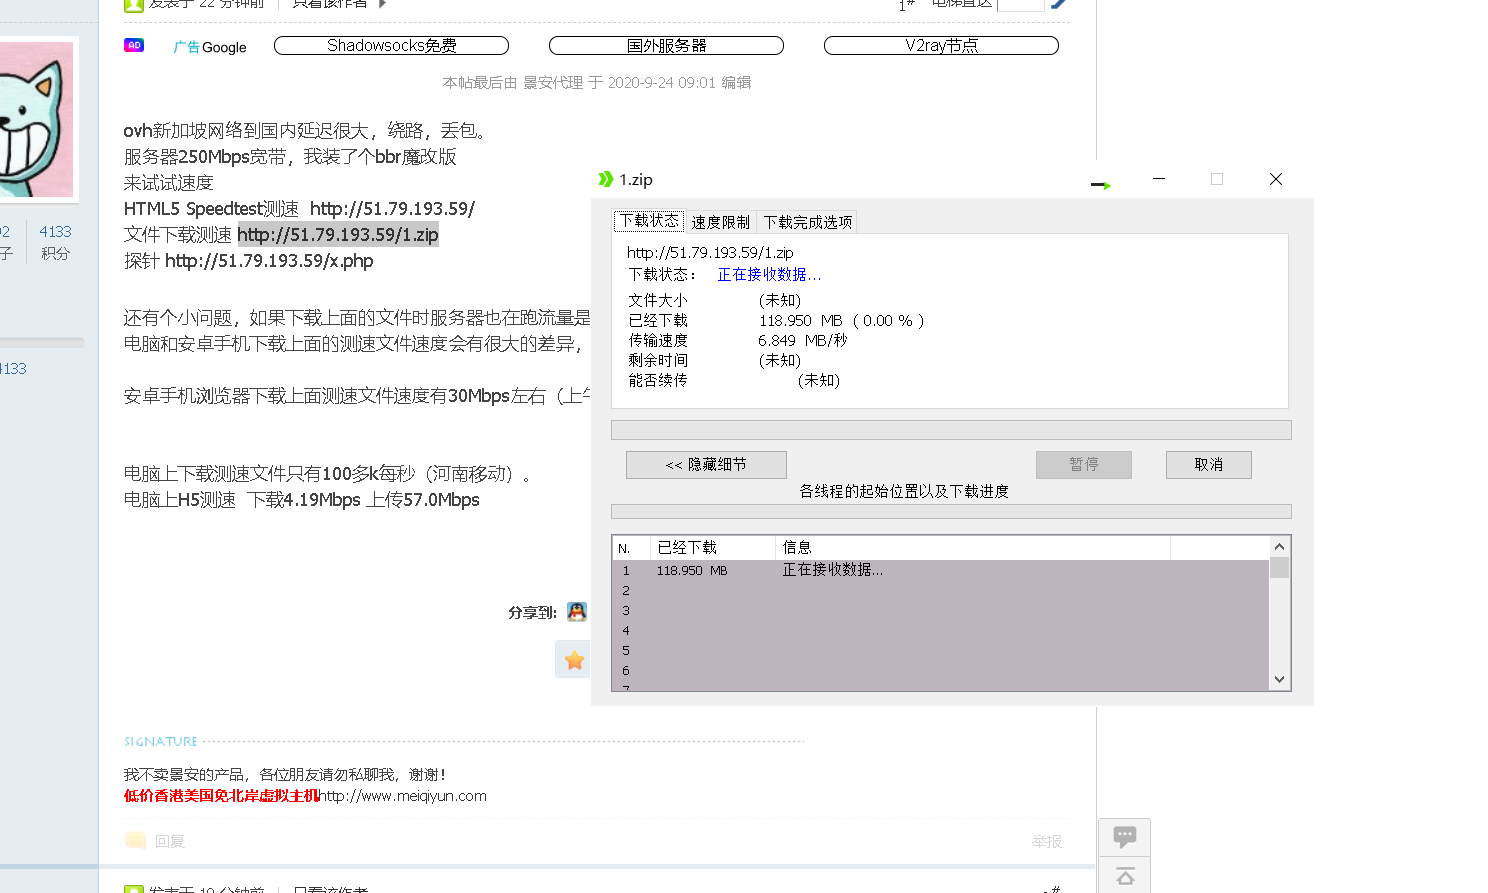 发表于 22 分钟前 只看该作者
1# 电梯直达
AD 广告Google Shadowsocks免费 国外服务器 V2ray节点
本帖最后由 景安代理 于 2020-9-24 09:01 编辑
ovh新加坡网络到国内延迟很大，绕路，丢包。
服务器250Mbps宽带，我装了个bbr魔改版
来试试速度
HTML5 Speedtest测速 http://51.79.193.59/
文件下载测速 http://51.79.193.59/1.zip
探针 http://51.79.193.59/x.php
还有个小问题，如果下载上面的文件时服务器也在跑流量是
电脑和安卓手机下载上面的测速文件速度会有很大的差异，
安卓手机浏览器下载上面测速文件速度有30Mbps左右（上午
电脑上下载测速文件只有100多k每秒（河南移动）。
电脑上H5测速 下载4.19Mbps 上传57.0Mbps
分享到:
SIGNATURE
我不卖景安的产品，各位朋友请勿私聊我，谢谢！
低价香港美国免北岸虚拟主机http://www.meiqiyun.com
回复
举报
发表于 19 分钟前 只看该作者
92 4133
子 积分
4133
1.zip
下载状态 速度限制 下载完成选项
http://51.79.193.59/1.zip
下载状态： 正在接收数据...
文件大小 (未知)
已经下载 118.950 MB ( 0.00 % )
传输速度 6.849 MB/秒
剩余时间 (未知)
能否续传 (未知)
<< 隐藏细节 暂停 取消
各线程的起始位置以及下载进度
N. 已经下载 信息
1 118.950 MB 正在接收数据...
2
3
4
5
6
7